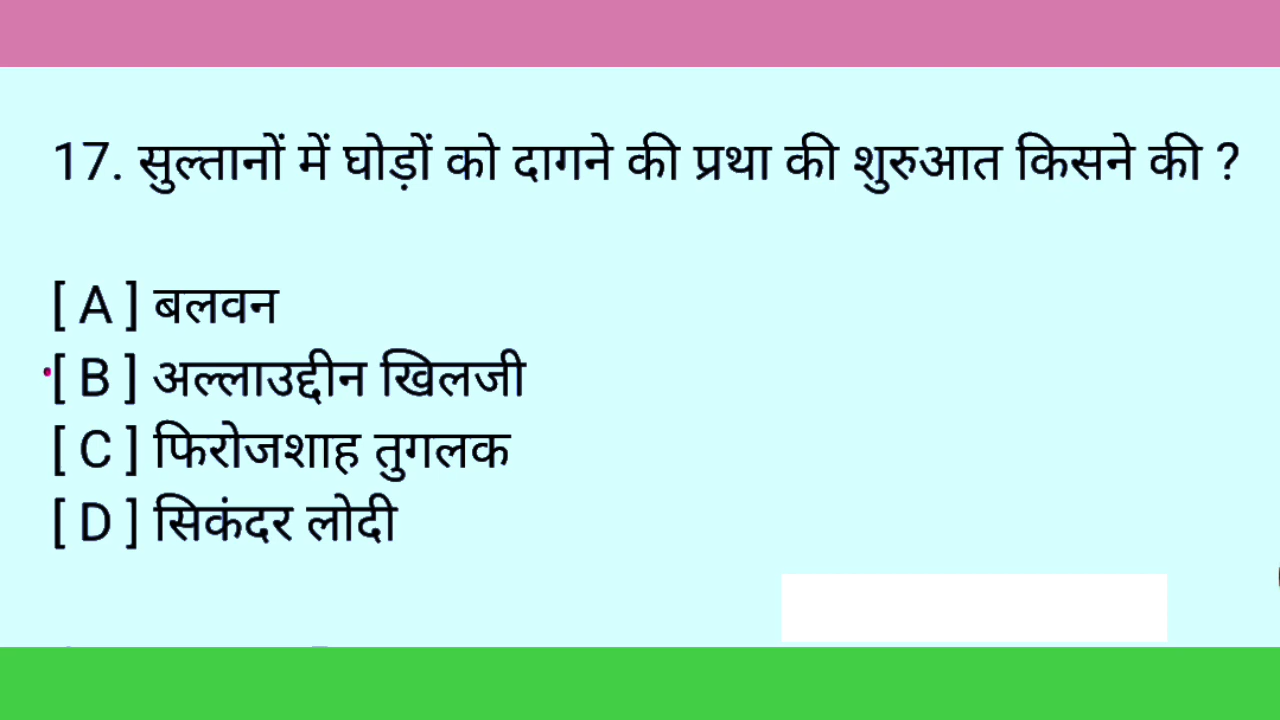 17. सुल्तानों में घोड़ों को दागने की प्रथा की शुरुआत किसने की ?
[ A ] बलवन
[ B ] अल्लाउद्दीन खिलजी
[ C ] फिरोजशाह तुगलक
[ D ] सिकंदर लोदी